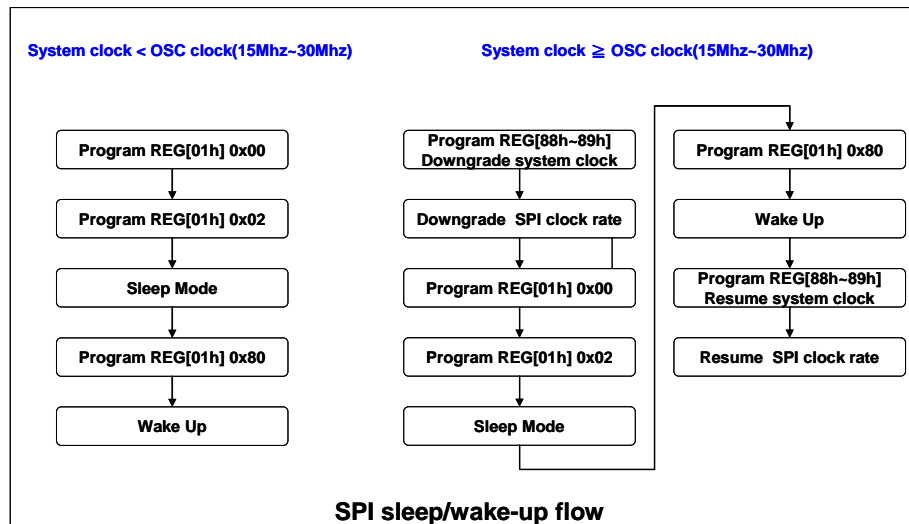 System clock < OSC clock(15Mhz~30Mhz)
Program REG[01h] 0x00
Program REG[01h] 0x02
Sleep Mode
Program REG[01h] 0x80
Wake Up
System clock ≧ OSC clock(15Mhz~30Mhz)
Program REG[88h~89h]
Downgrade system clock
Downgrade SPI clock rate
Program REG[01h] 0x00
Program REG[01h] 0x02
Sleep Mode
Program REG[01h] 0x80
Wake Up
Program REG[88h~89h]
Resume system clock
Resume SPI clock rate
SPI sleep/wake-up flow